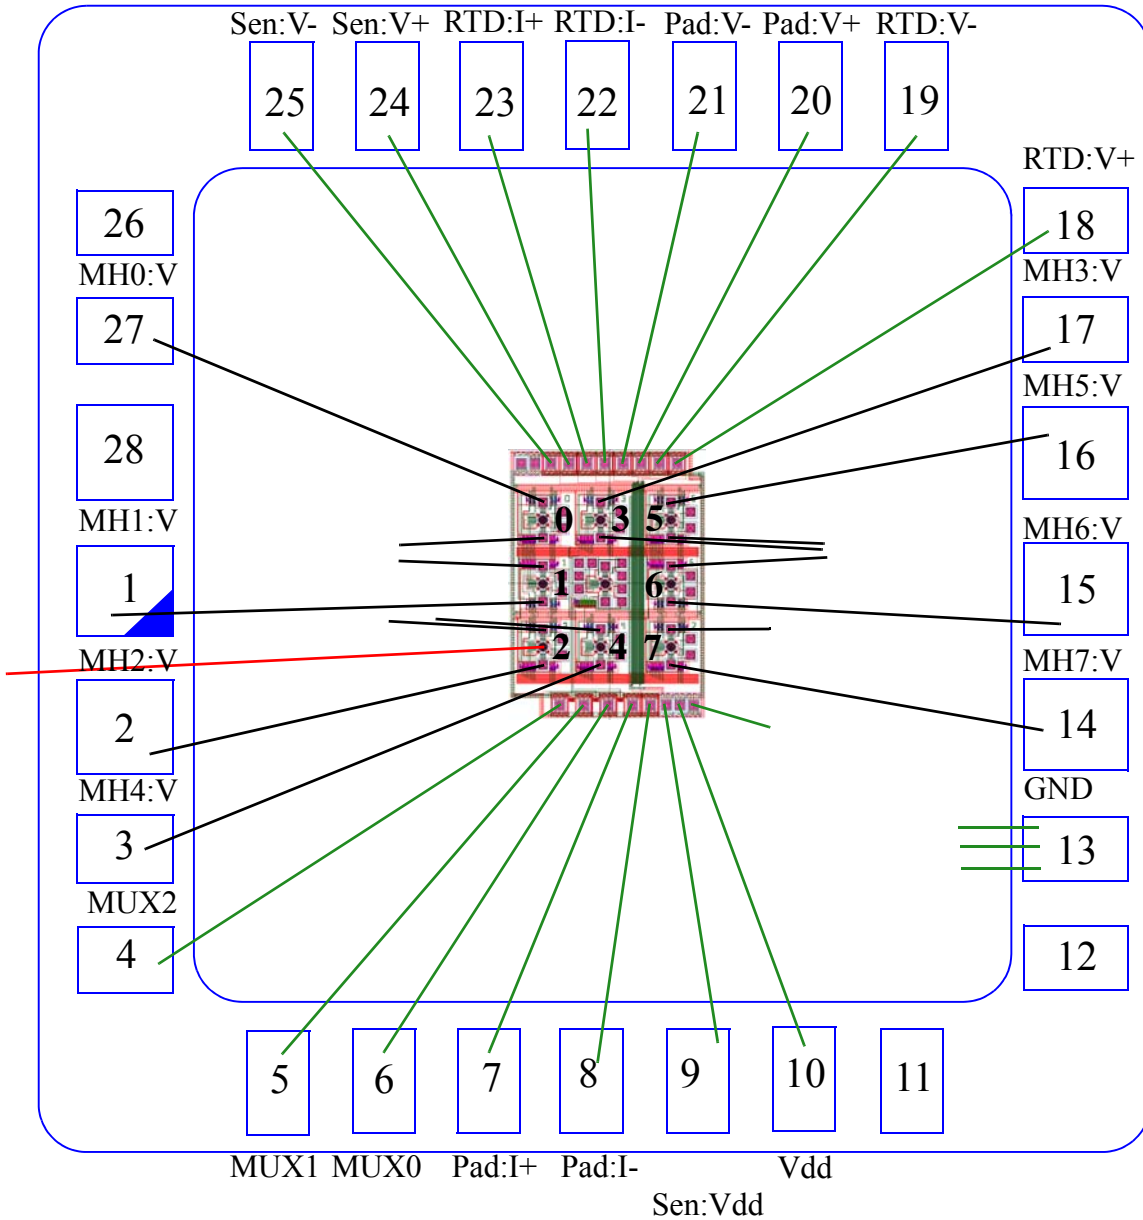 Sen:V- Sen:V+ RTD:I+ RTD:I- Pad:V- Pad:V+ RTD:V-
25 24 23 22 21 20 19
RTD:V+
26 18
MH0:V MH3:V
27 17
MH5:V
28 16
0 3 5
MH1:V MH6:V
1 1 6 15
MH2:V 2 4 7 MH7:V
2 14
MH4:V GND
3 13
MUX2
4 12
5 6 7 8 9 10 11
MUX1 MUX0 Pad:I+ Pad:I- Vdd
Sen:Vdd